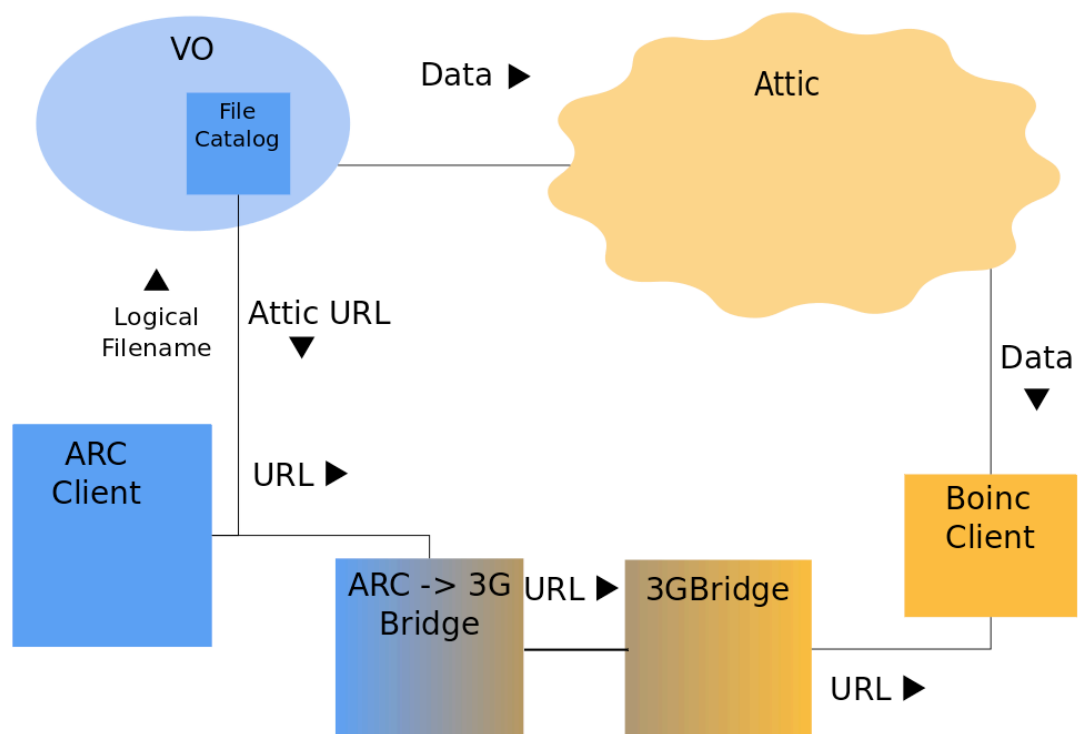 VO
File
Catalog
Data
Attic
Logical
Filename
Attic URL
Data
ARC
Client
URL
Boinc
Client
ARC -> 3G
Bridge
URL
3GBridge
URL